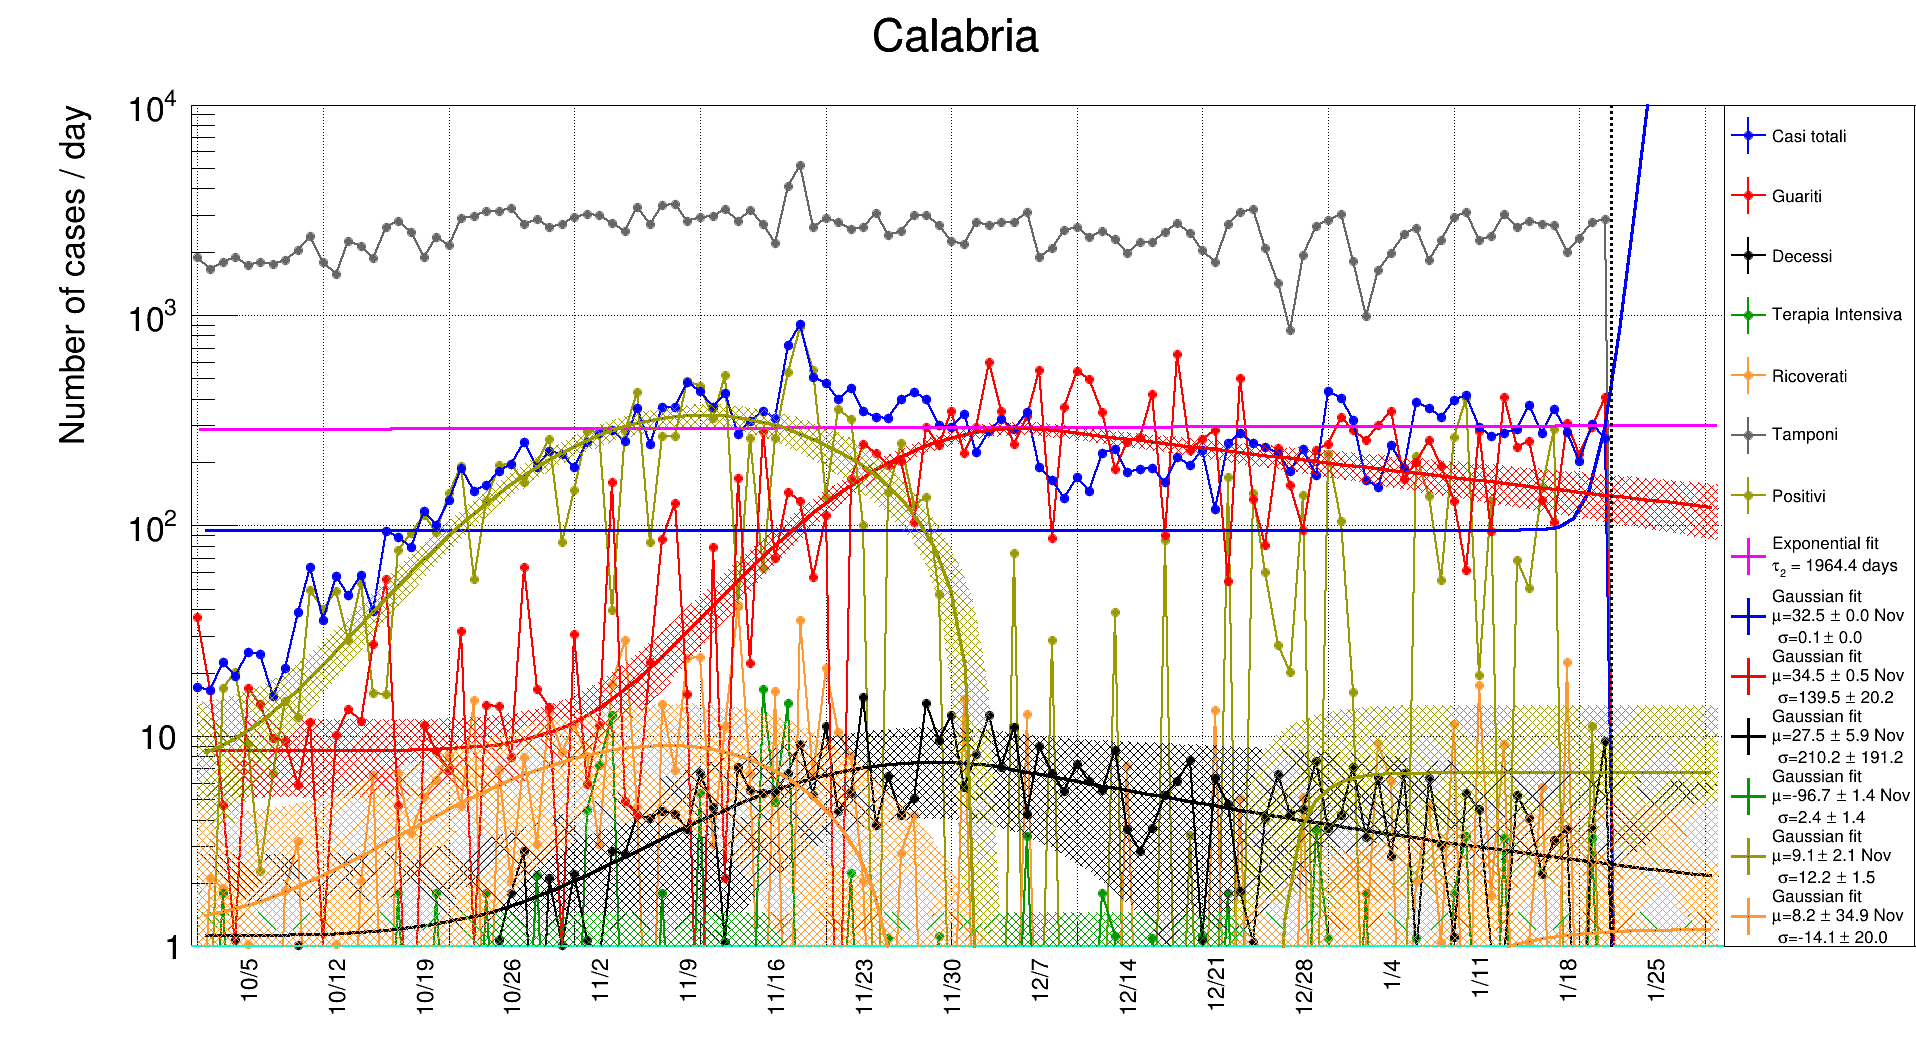 Calabria
Number of cases / day
10⁴
10³
10²
10
1
10/5
10/12
10/19
10/26
11/2
11/9
11/16
11/23
11/30
12/7
12/14
12/21
12/28
1/4
1/11
1/18
1/25
Casi totali
Guariti
Decessi
Terapia Intensiva
Ricoverati
Tamponi
Positivi
Exponential fit
τ₂ = 1964.4 days
Gaussian fit
μ=32.5 ± 0.0 Nov
σ=0.1 ± 0.0
Gaussian fit
μ=34.5 ± 0.5 Nov
σ=139.5 ± 20.2
Gaussian fit
μ=27.5 ± 5.9 Nov
σ=210.2 ± 191.2
Gaussian fit
μ=-96.7 ± 1.4 Nov
σ=2.4 ± 1.4
Gaussian fit
μ=9.1 ± 2.1 Nov
σ=12.2 ± 1.5
Gaussian fit
μ=8.2 ± 34.9 Nov
σ=-14.1 ± 20.0